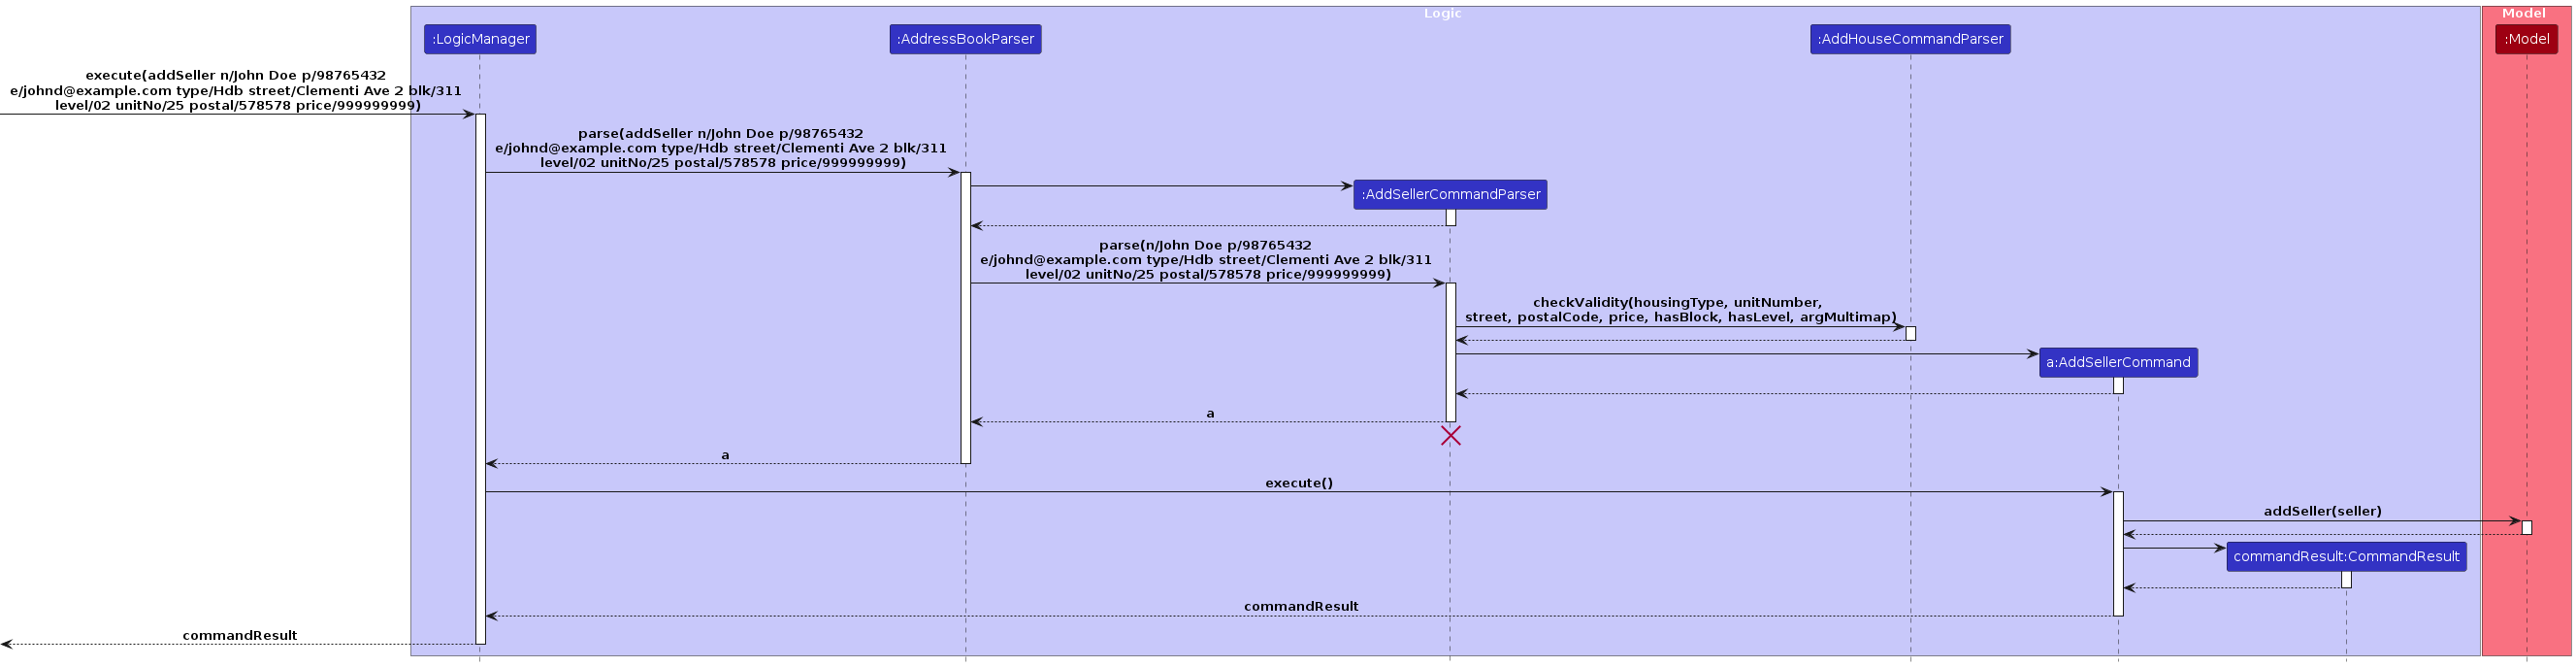 Logic
Model
:LogicManager
:AddressBookParser
:AddHouseCommandParser
:Model
execute(addSeller n/John Doe p/98765432
e/johnd@example.com type/Hdb street/Clementi Ave 2 blk/311
level/02 unitNo/25 postal/578578 price/999999999)
parse(addSeller n/John Doe p/98765432
e/johnd@example.com type/Hdb street/Clementi Ave 2 blk/311
level/02 unitNo/25 postal/578578 price/999999999)
:AddSellerCommandParser
parse(n/John Doe p/98765432
e/johnd@example.com type/Hdb street/Clementi Ave 2 blk/311
level/02 unitNo/25 postal/578578 price/999999999)
checkValidity(housingType, unitNumber,
street, postalCode, price, hasBlock, hasLevel, argMultimap)
a:AddSellerCommand
a
a
execute()
addSeller(seller)
commandResult:CommandResult
commandResult
commandResult